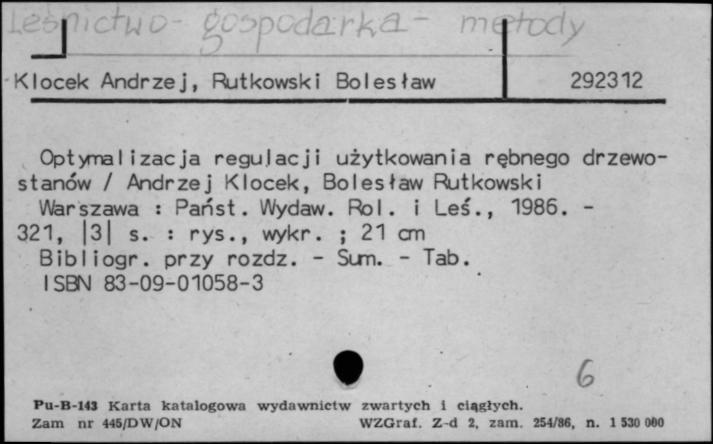 Leśnictwo - gospodarka - metody
Klocek Andrzej, Rutkowski Bolesław 292312
Optymalizacja regulacji użytkowania rębnego drzewo-
stanów / Andrzej Klocek, Bolesław Rutkowski
Warszawa : Państ. Wydaw. Rol. i Leś., 1986. -
321, |3| s. : rys., wykr. ; 21 cm
Bibliogr. przy rozdz. - Sum. - Tab.
ISBN 83-09-01058-3
6
Pu-B-143 Karta katalogowa wydawnictw zwartych i ciągłych.
Zam nr 445/DW/ON WZGraf. Z-d 2, zam. 254/86, n. 1 530 000